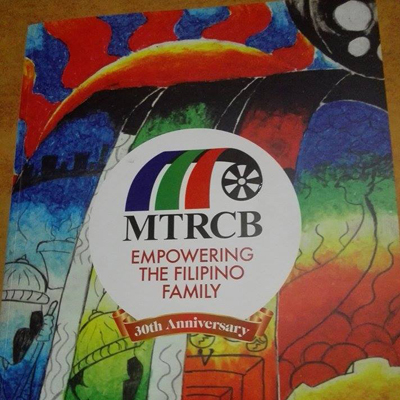 MTRCB
EMPOWERING
THE FILIPINO
FAMILY
30th Anniversary